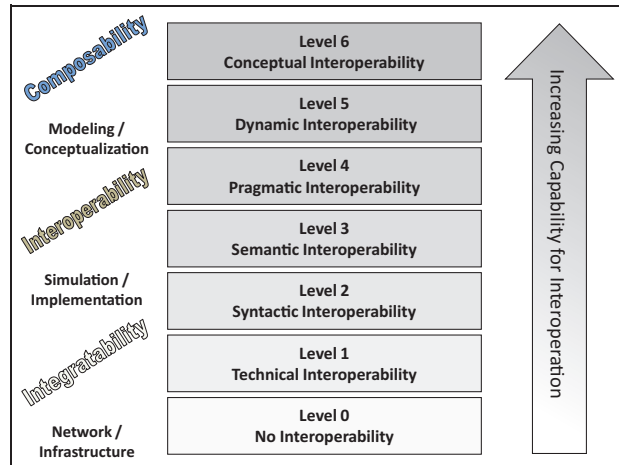 Composability
Level 6
Conceptual Interoperability
Level 5
Dynamic Interoperability
Modeling /
Conceptualization
Level 4
Pragmatic Interoperability
Interoperability
Level 3
Semantic Interoperability
Simulation /
Implementation
Level 2
Syntactic Interoperability
Integratability
Level 1
Technical Interoperability
Network /
Infrastructure
Level 0
No Interoperability
Increasing Capability for Interoperation